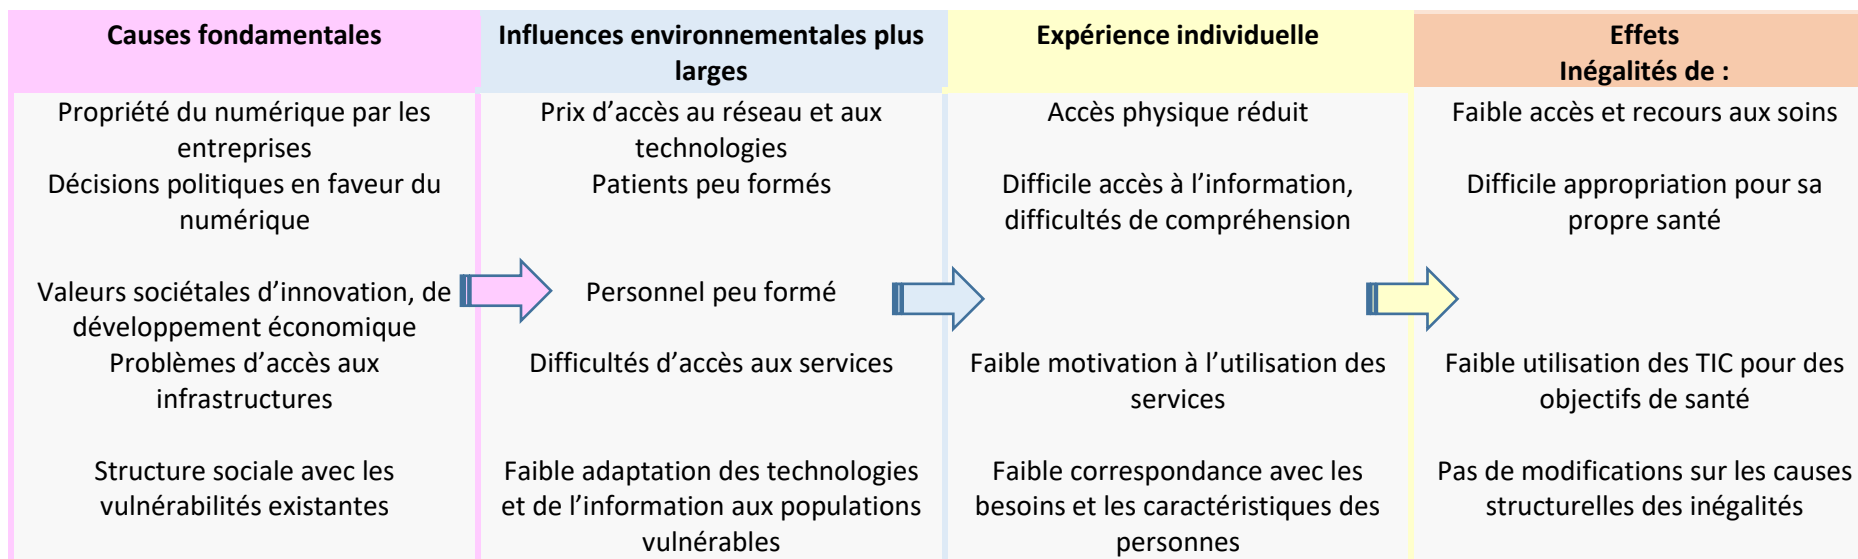 Causes fondamentales
Propriété du numérique par les
entreprises
Décisions politiques en faveur du
numérique
Valeurs sociétales d’innovation, de
développement économique
Problèmes d’accès aux
infrastructures
Structure sociale avec les
vulnérabilités existantes
Influences environnementales plus
larges
Prix d’accès au réseau et aux
technologies
Patients peu formés
Personnel peu formé
Difficultés d’accès aux services
Faible adaptation des technologies
et de l’information aux populations
vulnérables
Expérience individuelle
Accès physique réduit
Difficile accès à l’information,
difficultés de compréhension
Faible motivation à l’utilisation des
services
Faible correspondance avec les
besoins et les caractéristiques des
personnes
Effets
Inégalités de :
Faible accès et recours aux soins
Difficile appropriation pour sa
propre santé
Faible utilisation des TIC pour des
objectifs de santé
Pas de modifications sur les causes
structurelles des inégalités